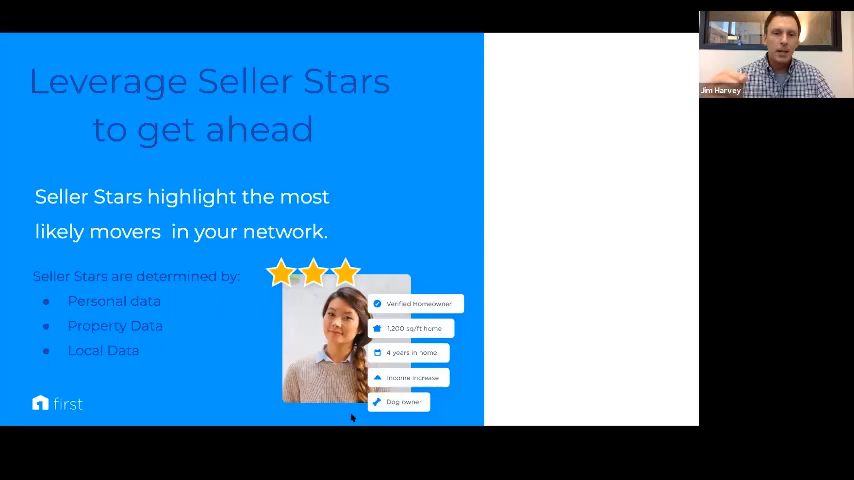 Leverage Seller Stars
to get ahead
Seller Stars highlight the most
likely movers in your network.
Seller Stars are determined by:
Personal data
Property Data
Local Data
Verified Homeowner
1,200 sq/ft home
4 years in home
Income Increase
Dog owner
first
Jim Harvey